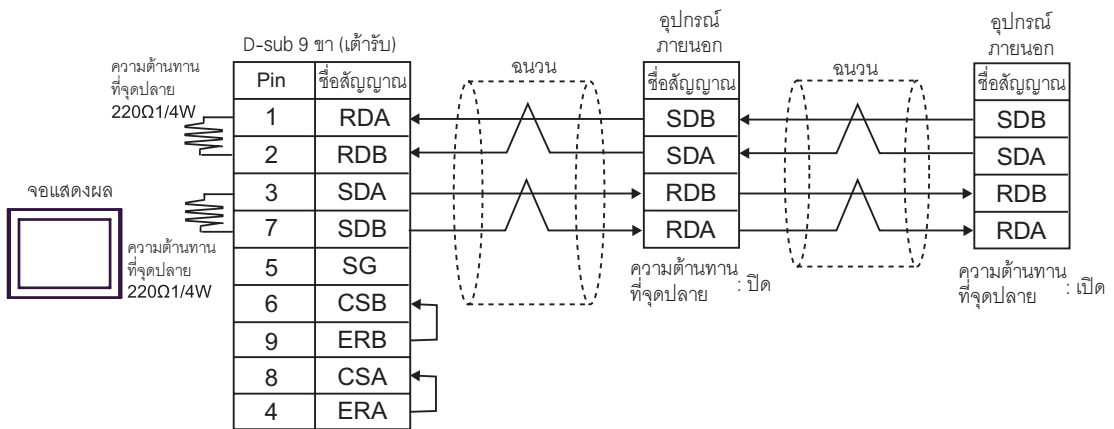 D-sub 9 ขา (เต้ารับ)
ความต้านทาน
ที่จุดปลาย
220Ω1/4W
Pin ชื่อสัญญาณ
1 RDA
2 RDB
3 SDA
7 SDB
5 SG
6 CSB
9 ERB
8 CSA
4 ERA
จอแสดงผล
ความต้านทาน
ที่จุดปลาย
220Ω1/4W
ฉนวน
อุปกรณ์
ภายนอก
ชื่อสัญญาณ
SDB
SDA
RDB
RDA
ความต้านทาน
ที่จุดปลาย : ปิด
ฉนวน
อุปกรณ์
ภายนอก
ชื่อสัญญาณ
SDB
SDA
RDB
RDA
ความต้านทาน
ที่จุดปลาย : เปิด